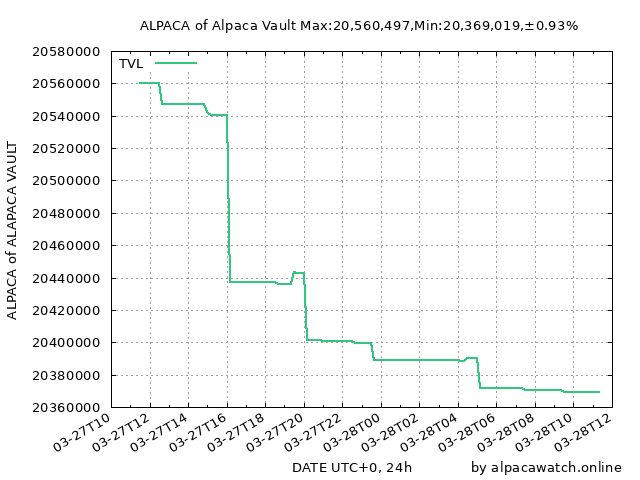 ALPACA of Alpaca Vault Max:20,560,497,Min:20,369,019,±0.93%
TVL
20580000
20560000
20540000
20520000
20500000
20480000
20460000
20440000
20420000
20400000
20380000
20360000
ALPACA of ALAPACA VAULT
03-27T10
03-27T12
03-27T14
03-27T16
03-27T18
03-27T20
03-27T22
03-28T00
03-28T02
03-28T04
03-28T06
03-28T08
03-28T10
03-28T12
DATE UTC+0, 24h
by alpacawatch.online